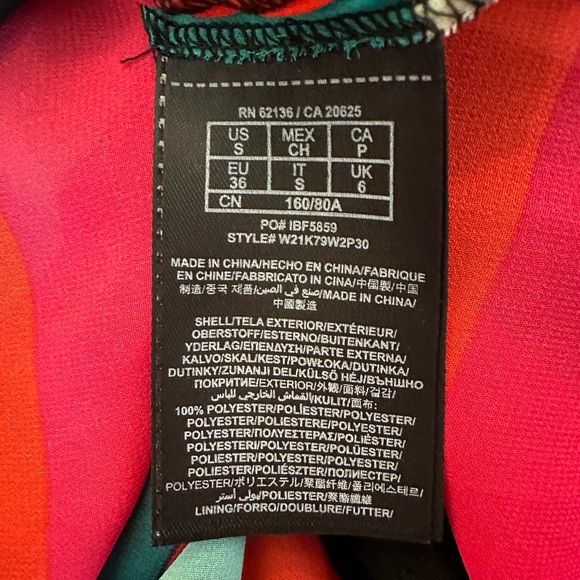 RN 62136 / CA 20625
US S MEX CH CA P
EU 36 IT S UK 6
CN 160/80A
PO# IBF5859
STYLE# W21K79W2P30
MADE IN CHINA/HECHO EN CHINA/FABRIQUE
EN CHINE/FABBRICATO IN CINA/中國製/中国
制造/중국 제품/صنع في الصين/MADE IN CHINA/
中國製造
SHELL/TELA EXTERIOR/EXTÉRIEUR/
OBERSTOFF/ESTERNO/BUITENKANT/
YDERLAG/ΕΠΕΝΔΥΣΗ/PARTE EXTERNA/
KALVO/SKAL/KEST/POWŁOKA/DUTINKA/
DUTINKY/ZUNANJI DEL/KÜLSŐ HÉJ/ВЪНШНО
ПОКРИТИЕ/EXTERIOR/外觀/面料/겉감/
القماش الخارجي للباس/KULIT/面布:
100% POLYESTER/POLIÉSTER/POLYESTER/
POLYESTER/POLIESTERE/POLYESTER/
POLYESTER/ΠΟΛΥΕΣΤΕΡΑΣ/POLIÉSTER/
POLYESTER/POLYESTER/POLÜESTER/
POLIESTER/POLYESTER/POLYESTER/
POLIESTER/POLIÉSZTER/ПОЛИЕСТЕР/
POLYESTER/ポリエステル/聚酯纖維/폴리에스테르/
بولي أستر/POLIESTER/聚酯纖維
LINING/FORRO/DOUBLURE/FUTTER/